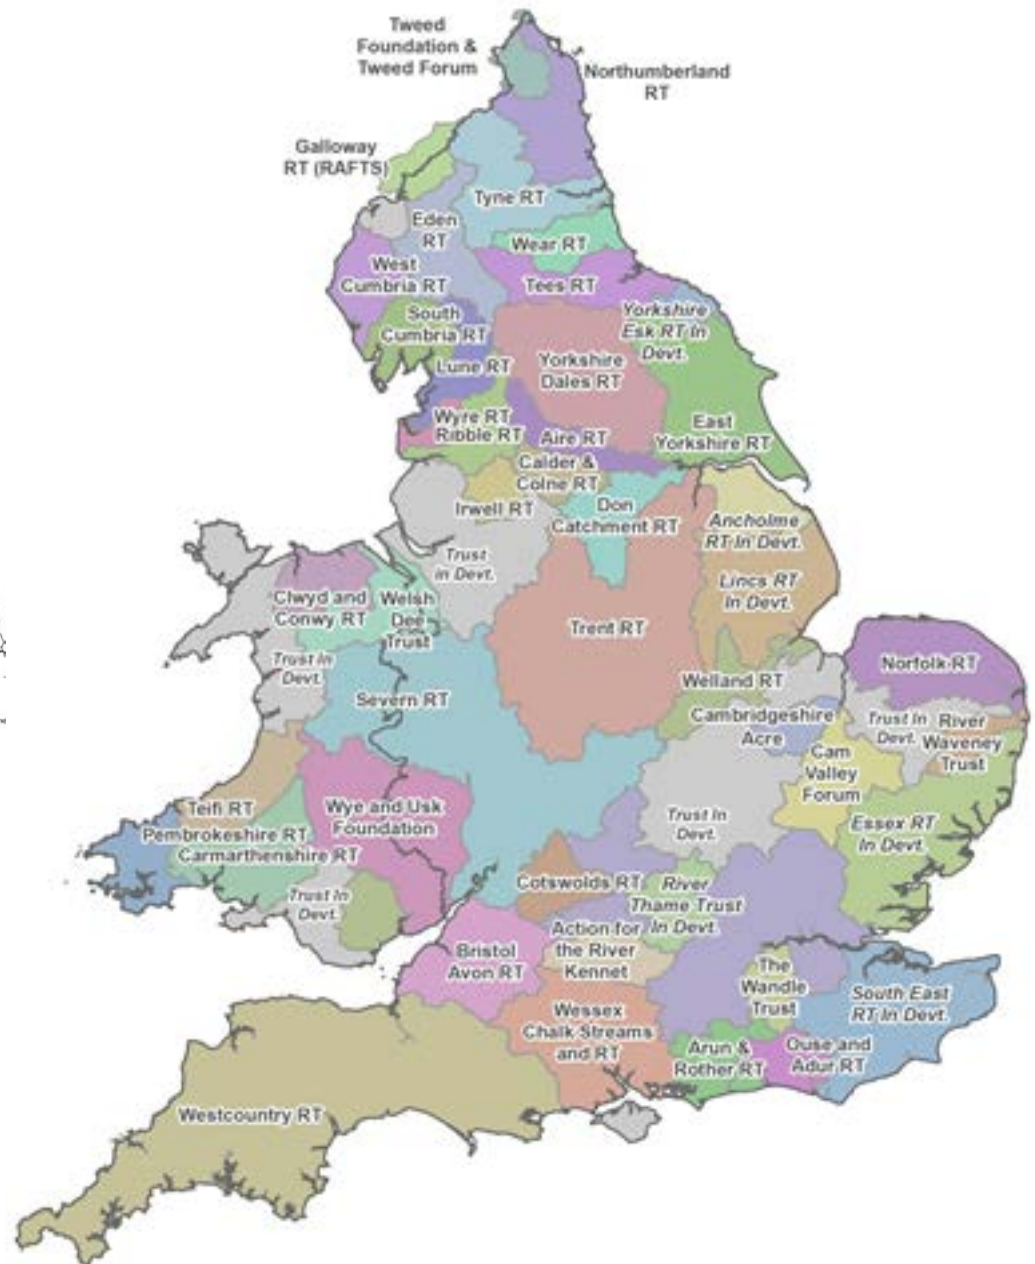 Tweed
Foundation &
Tweed Forum
Northumberland
RT
Galloway
RT (RAFTS)
Tyne RT
Eden
RT
Wear RT
West
Cumbria RT
Tees RT
South
Cumbria RT
Yorkshire
Esk RT In
Devt.
Lune RT
Yorkshire
Dales RT
Wyre RT
Ribble RT
Aire RT
East
Yorkshire RT
Calder &
Colne RT
Irwell RT
Don
Catchment RT
Ancholme
RT In Devt.
Trust
in Devt.
Lincs RT
In Devt.
Clwyd and
Conwy RT
Welsh
Dee
Trust
Trent RT
Trust In
Devt.
Severn RT
Welland RT
Norfolk RT
Cambridgeshire
Acre
Trust In
Devt.
River
Waveney
Trust
Cam
Valley
Forum
Teifi RT
Wye and Usk
Foundation
Trust In
Devt.
Essex RT
In Devt.
Pembrokeshire RT
Carmarthenshire RT
Trust In
Devt.
Cotswolds RT
River
Thame Trust
In Devt.
Action for
the River
Kennet
Bristol
Avon RT
The
Wandle
Trust
South East
RT In Devt.
Wessex
Chalk Streams
and RT
Arun &
Rother RT
Ouse and
Adur RT
Westcountry RT